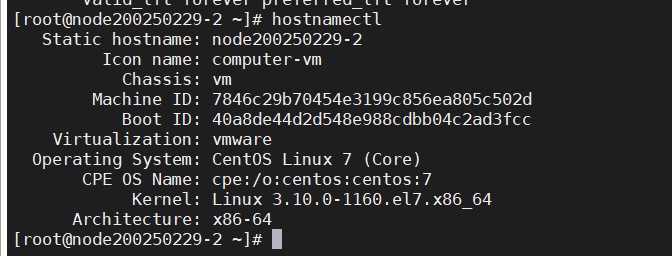 valid_lft forever preferred_lft forever
[root@node200250229-2 ~]# hostnamectl
Static hostname: node200250229-2
Icon name: computer-vm
Chassis: vm
Machine ID: 7846c29b70454e3199c856ea805c502d
Boot ID: 40a8de44d2d548e988cdbb04c2ad3fcc
Virtualization: vmware
Operating System: CentOS Linux 7 (Core)
CPE OS Name: cpe:/o:centos:centos:7
Kernel: Linux 3.10.0-1160.el7.x86_64
Architecture: x86-64
[root@node200250229-2 ~]#